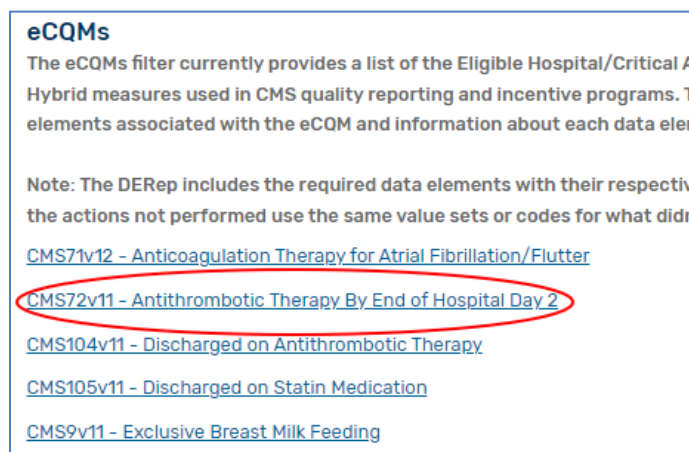 eCQMs
The eCQMs filter currently provides a list of the Eligible Hospital/Critical
Hybrid measures used in CMS quality reporting and incentive programs.
elements associated with the eCQM and information about each data
Note: The DERep includes the required data elements with their
the actions not performed use the same value sets or codes for what
CMS71v12 - Anticoagulation Therapy for Atrial Fibrillation/Flutter
CMS72v11 - Antithrombotic Therapy By End of Hospital Day 2
CMS104v11 - Discharged on Antithrombotic Therapy
CMS105v11 - Discharged on Statin Medication
CMS9v11 - Exclusive Breast Milk Feeding